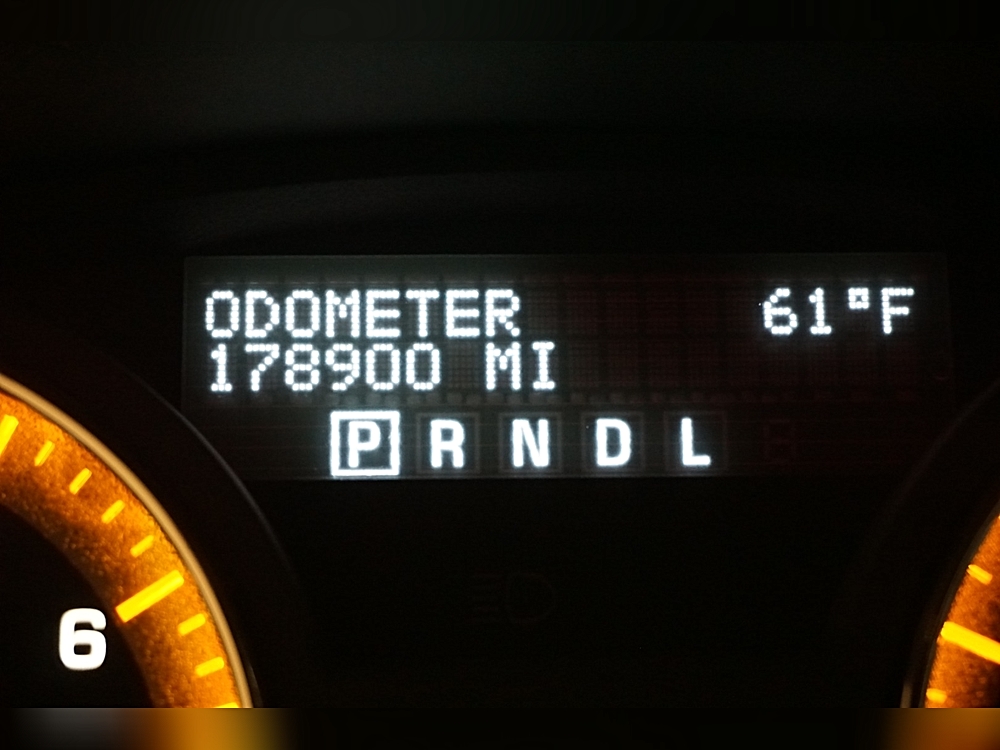 ODOMETER 61°F
178900 MI
P R N D L
6